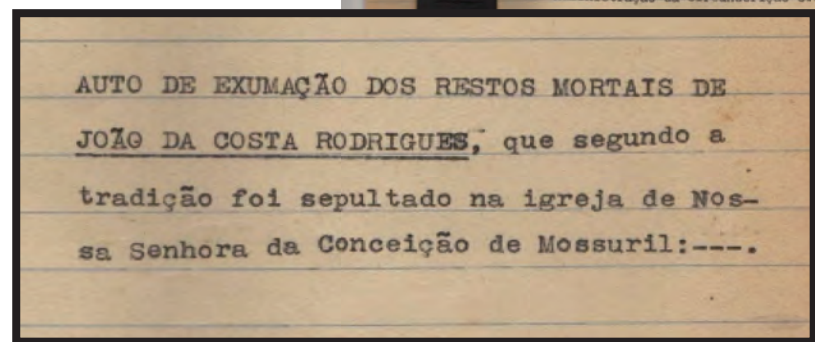 AUTO DE EXUMAÇÃO DOS RESTOS MORTAIS DE
JOÃO DA COSTA RODRIGUES, que segundo a
tradição foi sepultado na igreja de Nos-
sa Senhora da Conceição de Mossuril:---.